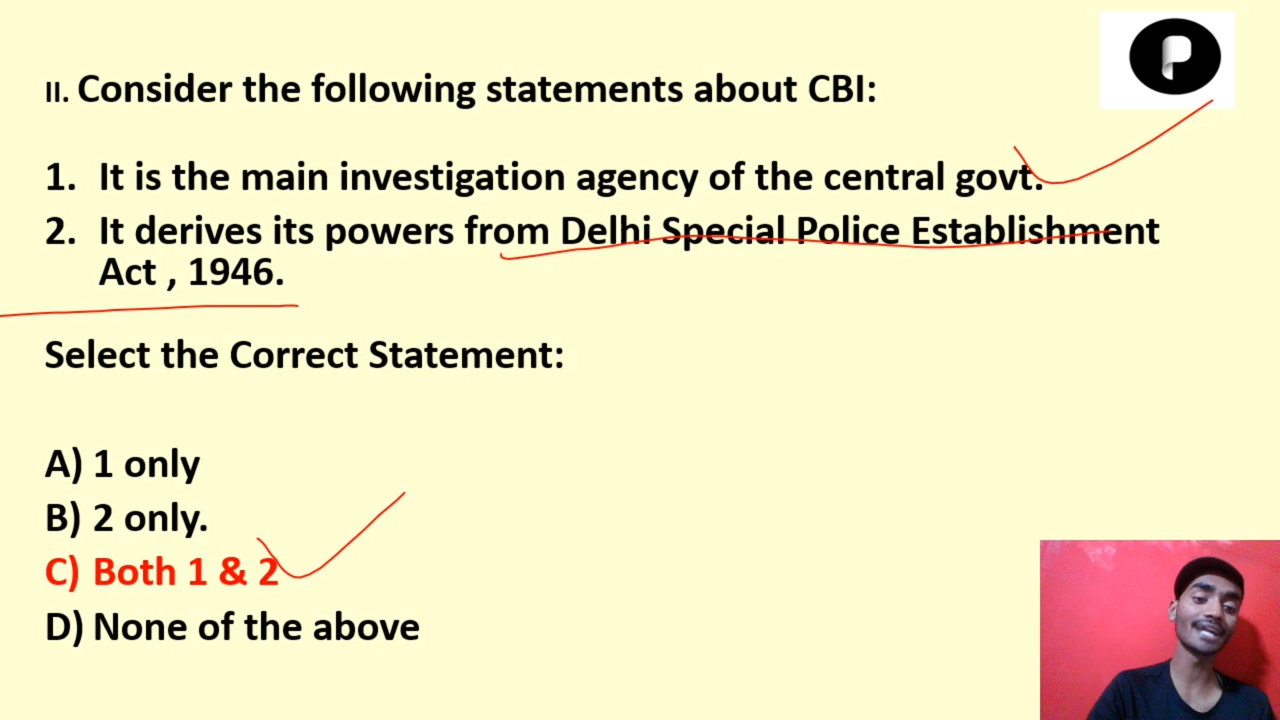 II. Consider the following statements about CBI:
1. It is the main investigation agency of the central govt.
2. It derives its powers from Delhi Special Police Establishment
Act , 1946.
Select the Correct Statement:
A) 1 only
B) 2 only.
C) Both 1 & 2
D) None of the above
P